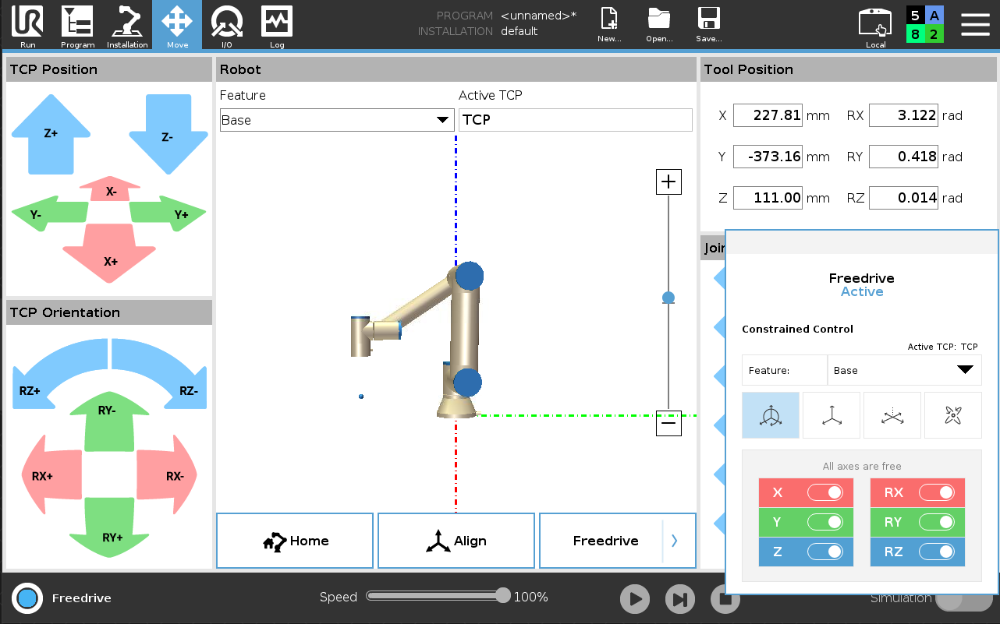 PROGRAM <unnamed>*
INSTALLATION default
Run Program Installation Move I/O Log New... Open... Save... Local
5 A
8 2
TCP Position
Z+ Z-
X-
Y- Y+
X+
TCP Orientation
RZ+ RZ-
RY-
RX+ RX-
RY+
Robot
Feature Active TCP
Base TCP
+
−
Home Align Freedrive
Tool Position
X 227.81 mm RX 3.122 rad
Y -373.16 mm RY 0.418 rad
Z 111.00 mm RZ 0.014 rad
Join
Freedrive
Active
Constrained Control
Active TCP: TCP
Feature: Base
All axes are free
X RX
Y RY
Z RZ
Freedrive Speed 100% Simulation